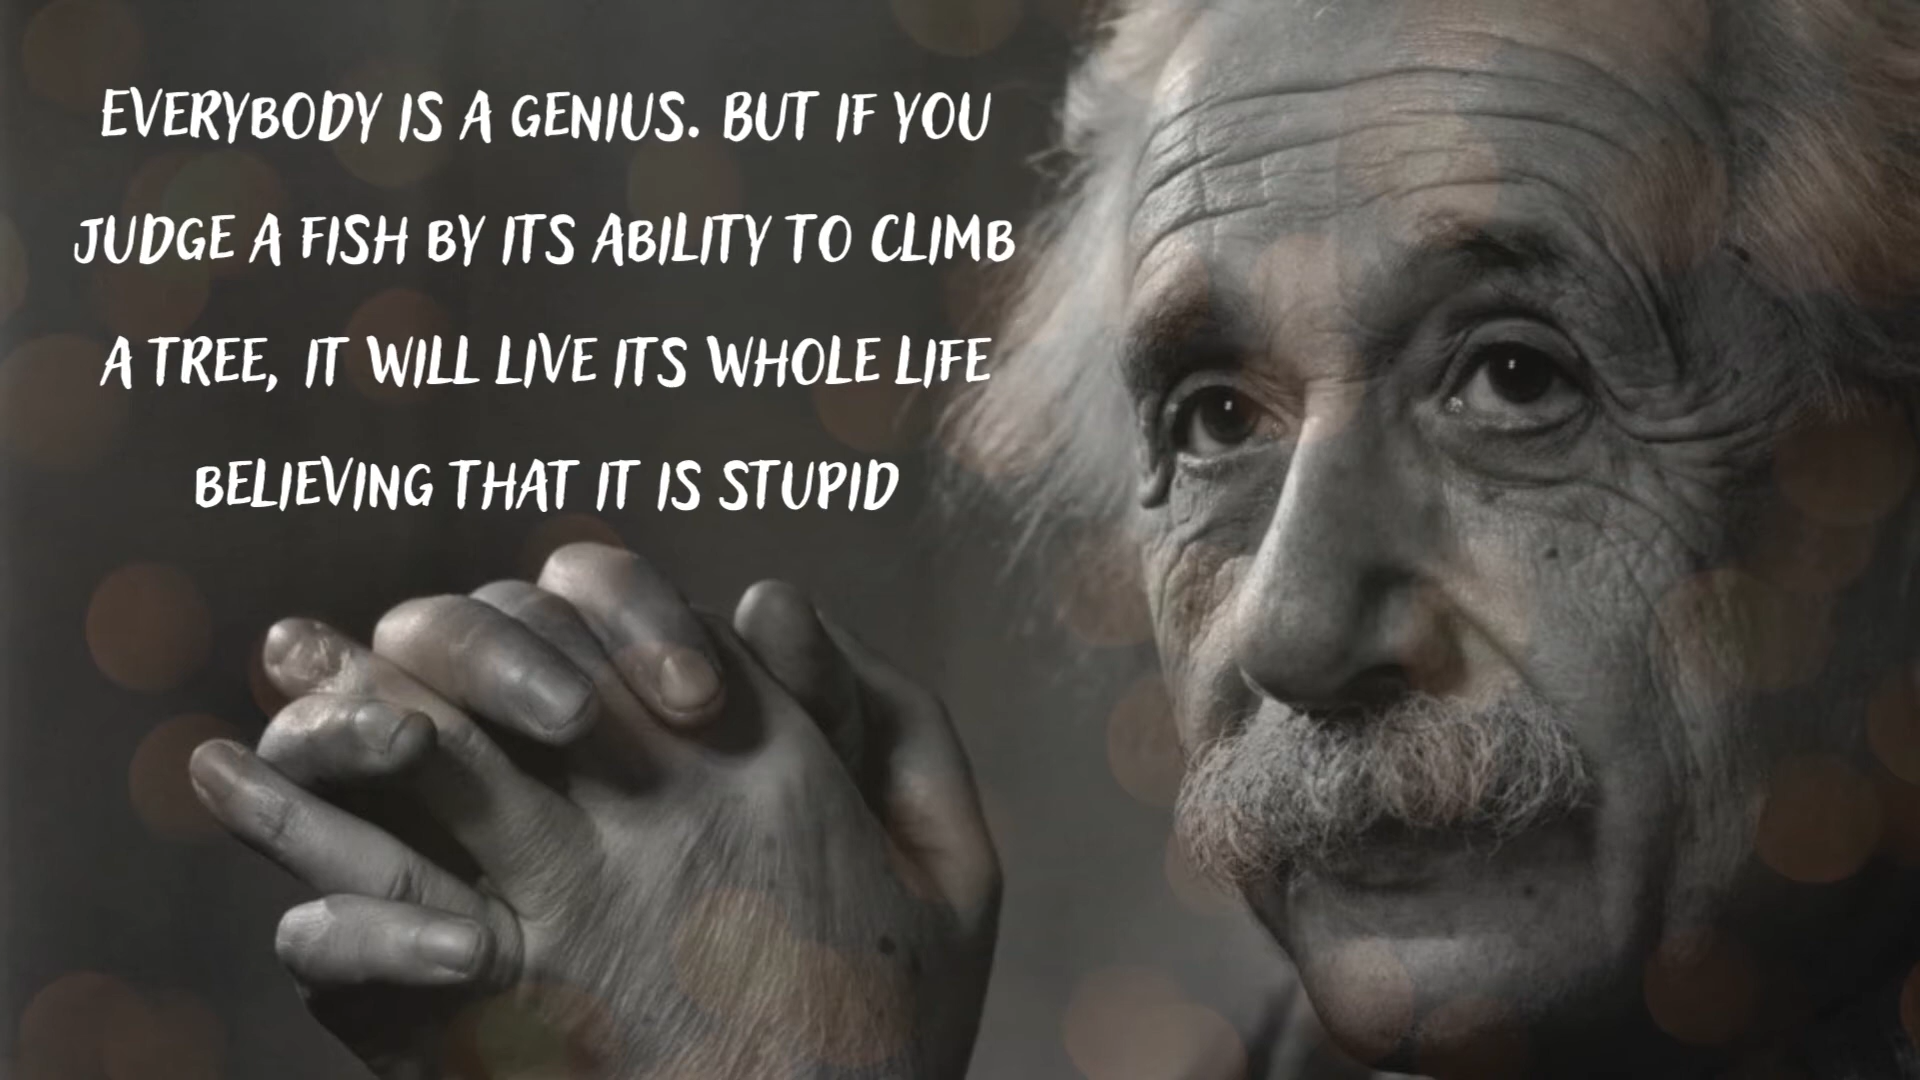 EVERYBODY IS A GENIUS. BUT IF YOU
JUDGE A FISH BY ITS ABILITY TO CLIMB
A TREE, IT WILL LIVE ITS WHOLE LIFE
BELIEVING THAT IT IS STUPID